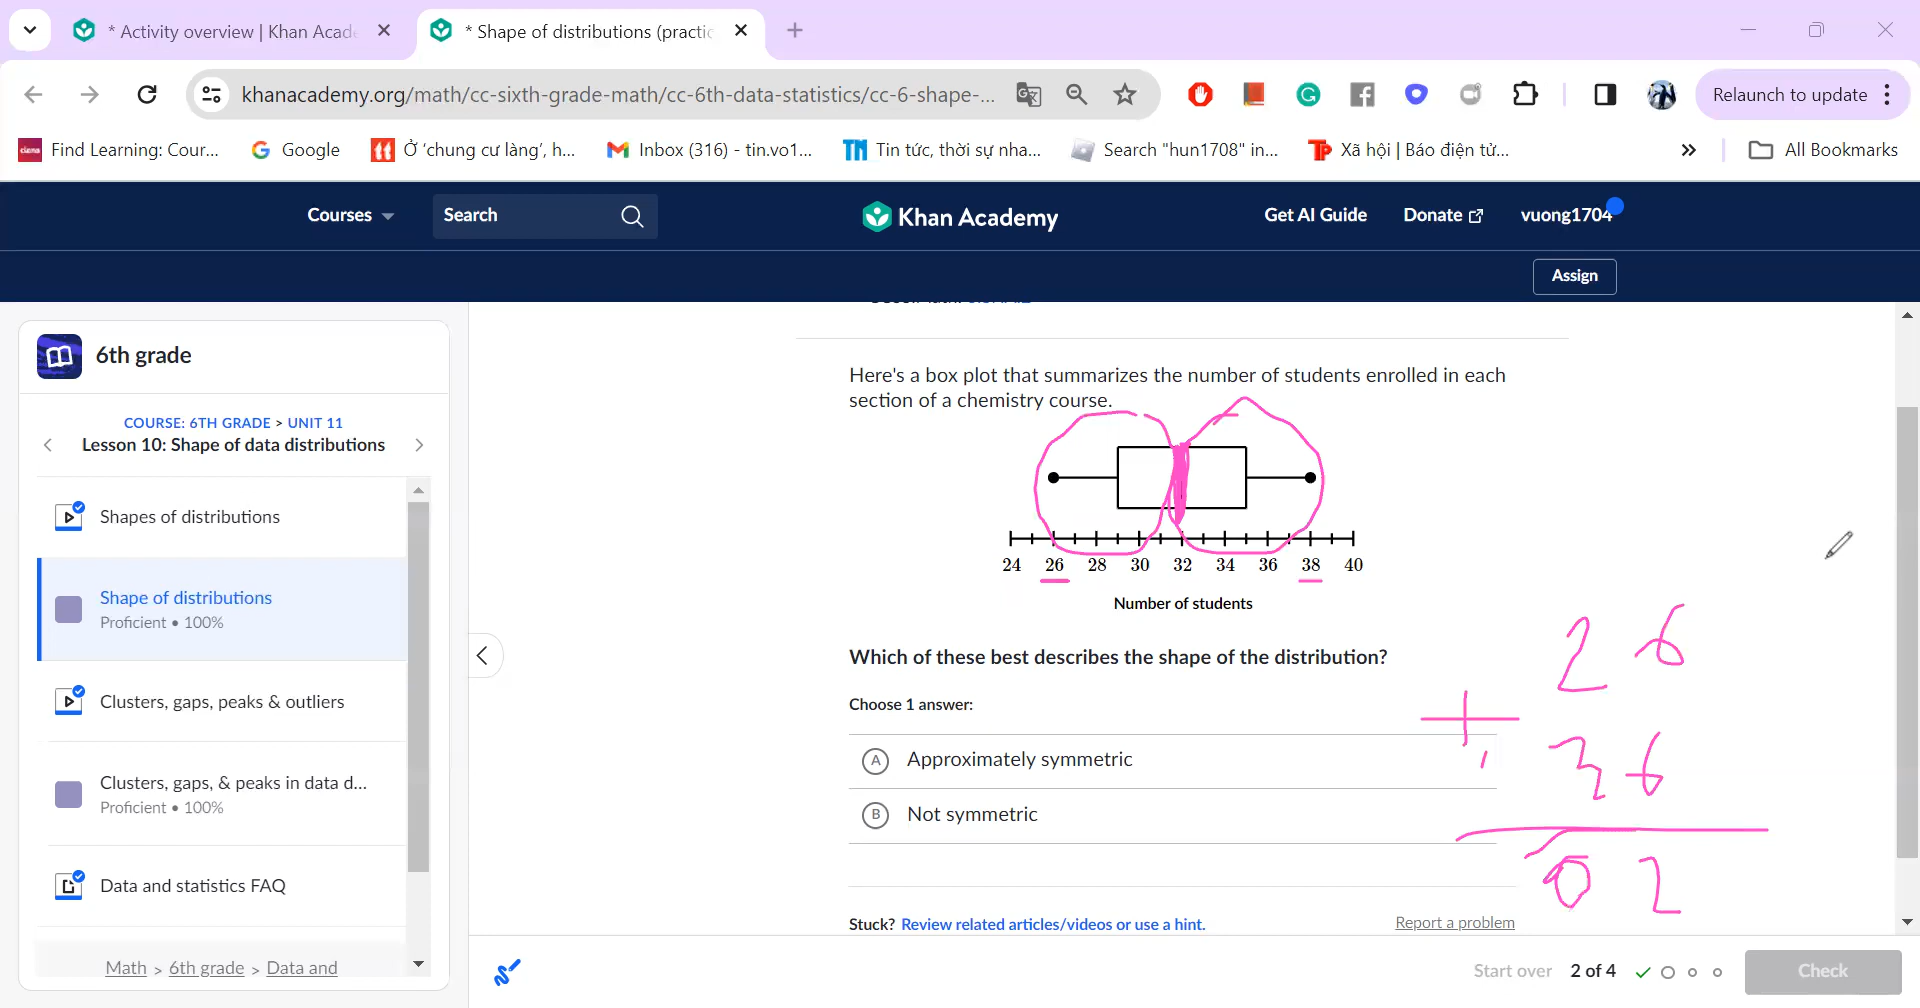 * Activity overview | Khan Acade
* Shape of distributions (practic
khanacademy.org/math/cc-sixth-grade-math/cc-6th-data-statistics/cc-6-shape-...
Relaunch to update
Find Learning: Cour...
Google
Ở ‘chung cư làng’, h...
Inbox (316) - tin.vo1...
Tin tức, thời sự nha...
Search "hun1708" in...
Xã hội | Báo điện tử...
All Bookmarks
Courses
Search
Khan Academy
Get AI Guide
Donate
vuong1704
Assign
6th grade
COURSE: 6TH GRADE > UNIT 11
Lesson 10: Shape of data distributions
Shapes of distributions
Shape of distributions
Proficient • 100%
Clusters, gaps, peaks & outliers
Clusters, gaps, & peaks in data d...
Proficient • 100%
Data and statistics FAQ
Math > 6th grade > Data and
Here's a box plot that summarizes the number of students enrolled in each
section of a chemistry course.
24 26 28 30 32 34 36 38 40
Number of students
Which of these best describes the shape of the distribution?
Choose 1 answer:
A Approximately symmetric
B Not symmetric
26
+
36
02
Stuck? Review related articles/videos or use a hint.
Report a problem
Start over 2 of 4
Check